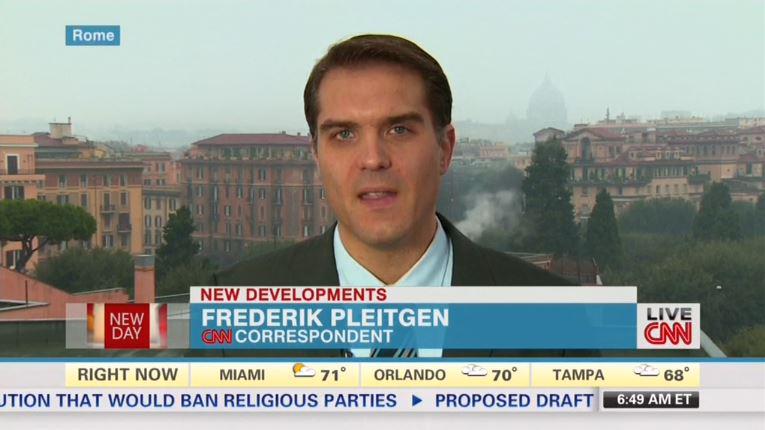 Rome
NEW DEVELOPMENTS
NEW DAY
FREDERIK PLEITGEN
CNN CORRESPONDENT
LIVE
CNN
RIGHT NOW MIAMI 71° ORLANDO 70° TAMPA 68°
UTION THAT WOULD BAN RELIGIOUS PARTIES ▶ PROPOSED DRAFT 6:49 AM ET